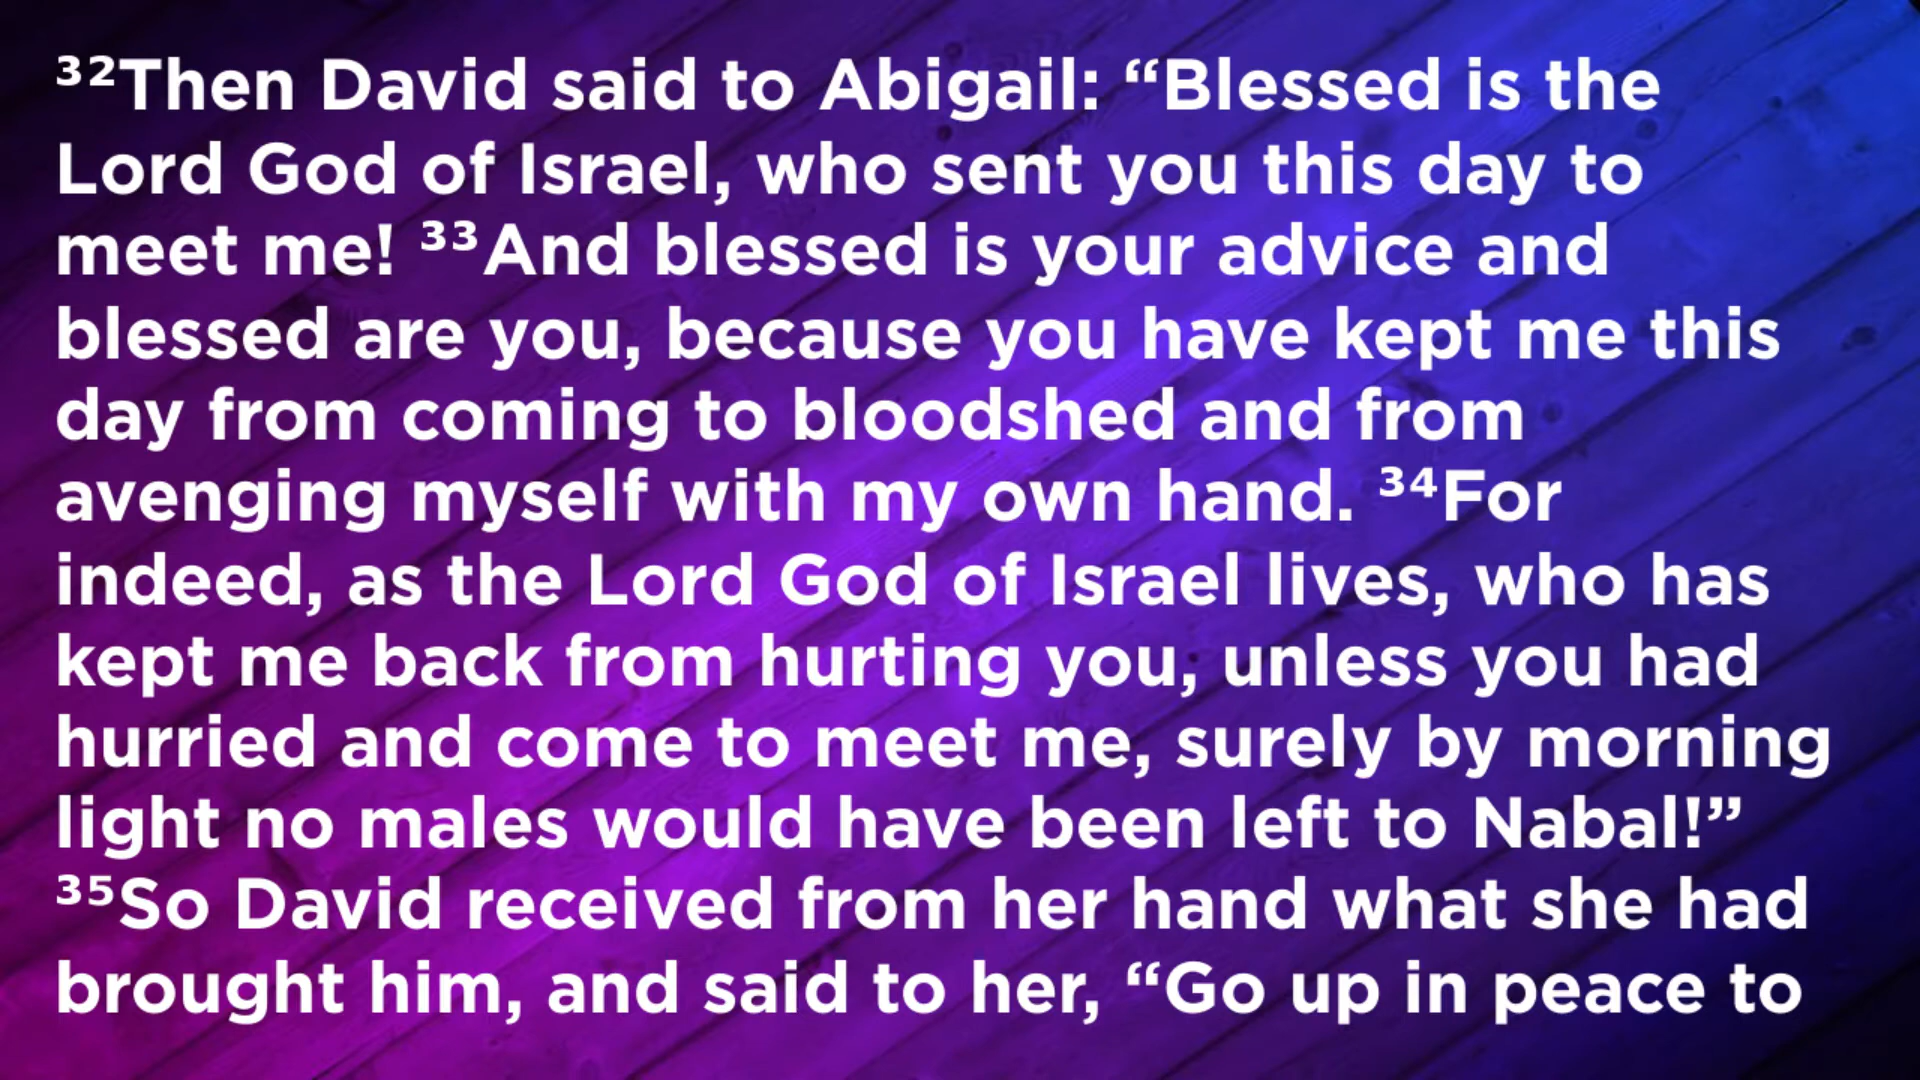 ³²Then David said to Abigail: “Blessed is the
Lord God of Israel, who sent you this day to
meet me! ³³And blessed is your advice and
blessed are you, because you have kept me this
day from coming to bloodshed and from
avenging myself with my own hand. ³⁴For
indeed, as the Lord God of Israel lives, who has
kept me back from hurting you, unless you had
hurried and come to meet me, surely by morning
light no males would have been left to Nabal!”
³⁵So David received from her hand what she had
brought him, and said to her, “Go up in peace to